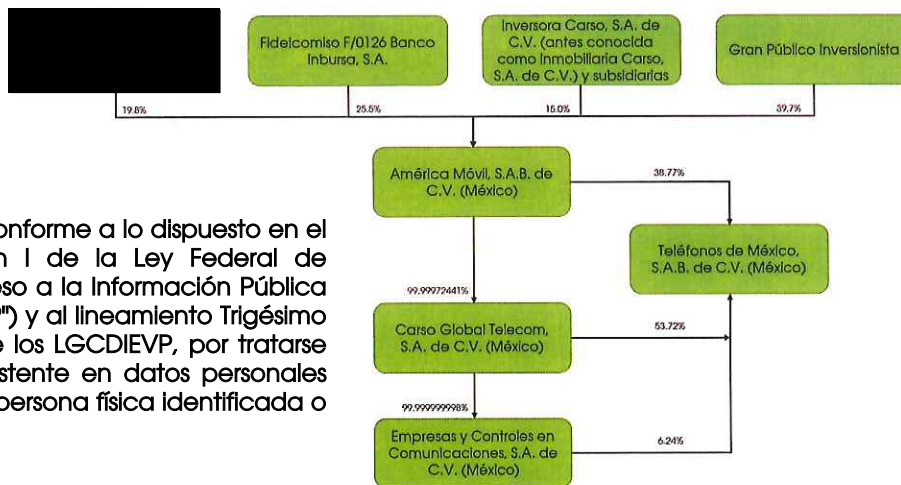 Fideicomiso F/0126 Banco
Inbursa, S.A.
Inversora Carso, S.A. de
C.V. (antes conocida
como Inmobiliaria Carso,
S.A. de C.V.) y subsidiarias
Gran Público Inversionista
19.8%
25.5%
15.0%
39.7%
América Móvil, S.A.B. de
C.V. (México)
38.77%
Teléfonos de México,
S.A.B. de C.V. (México)
onforme a lo dispuesto en el
n I de la Ley Federal de
so a la Información Pública
") y al lineamiento Trigésimo
e los LGCDIEVP, por tratarse
stente en datos personales
persona física identificada o
99.99972441%
Carso Global Telecom,
S.A. de C.V. (México)
53.72%
99.999999998%
Empresas y Controles en
Comunicaciones, S.A. de
C.V. (México)
6.24%